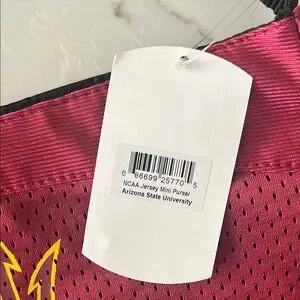 6 86699 25770 5
NCAA Jersey Mini Purse/
Arizona State University